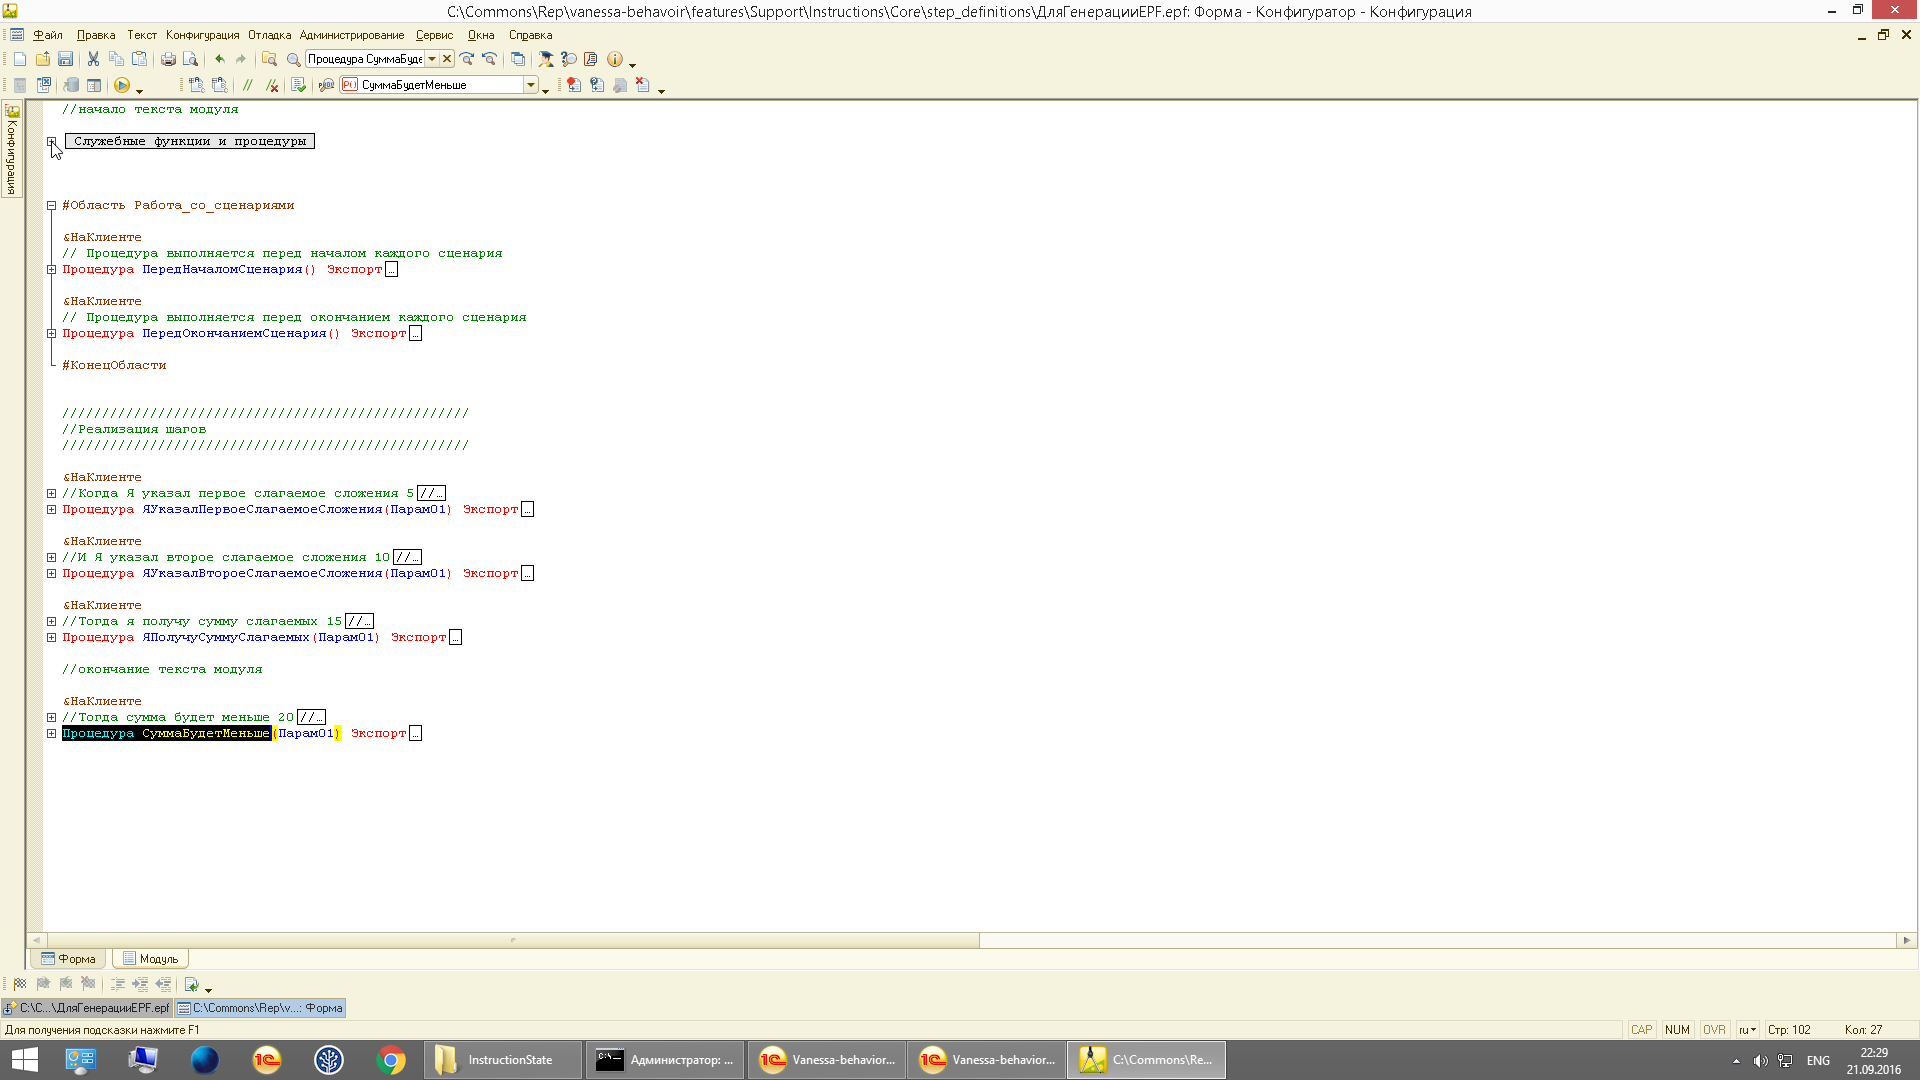 C:\Commons\Rep\vanessa-behavoir\features\Support\Instructions\Core\step_definitions\ДляГенерацииEPF.epf: Форма - Конфигуратор - Конфигурация
Файл Правка Текст Конфигурация Отладка Администрирование Сервис Окна Справка
Процедура СуммаБуде
СуммаБудетМеньше
Конфигурация
//начало текста модуля
Служебные функции и процедуры
#Область Работа_со_сценариями
&НаКлиенте
// Процедура выполняется перед началом каждого сценария
Процедура ПередНачаломСценария() Экспорт…
&НаКлиенте
// Процедура выполняется перед окончанием каждого сценария
Процедура ПередОкончаниемСценария() Экспорт…
#КонецОбласти
///////////////////////////////////////////////////
//Реализация шагов
///////////////////////////////////////////////////
&НаКлиенте
//Когда Я указал первое слагаемое сложения 5//…
Процедура ЯУказалПервоеСлагаемоеСложения(Парам01) Экспорт…
&НаКлиенте
//И Я указал второе слагаемое сложения 10//…
Процедура ЯУказалВтороеСлагаемоеСложения(Парам01) Экспорт…
&НаКлиенте
//Тогда я получу сумму слагаемых 15//…
Процедура ЯПолучуСуммуСлагаемых(Парам01) Экспорт…
//окончание текста модуля
&НаКлиенте
//Тогда сумма будет меньше 20//…
Процедура СуммаБудетМеньше(Парам01) Экспорт…
Форма Модуль
C:\C...\ДляГенерацииEPF.epf C:\Commons\Rep\v...: Форма
Для получения подсказки нажмите F1
CAP NUM OVR ru Стр: 102 Кол: 27
InstructionState Администратор: ... Vanessa-behavior... Vanessa-behavior... C:\Commons\Re...
ENG 22:29
21.09.2016